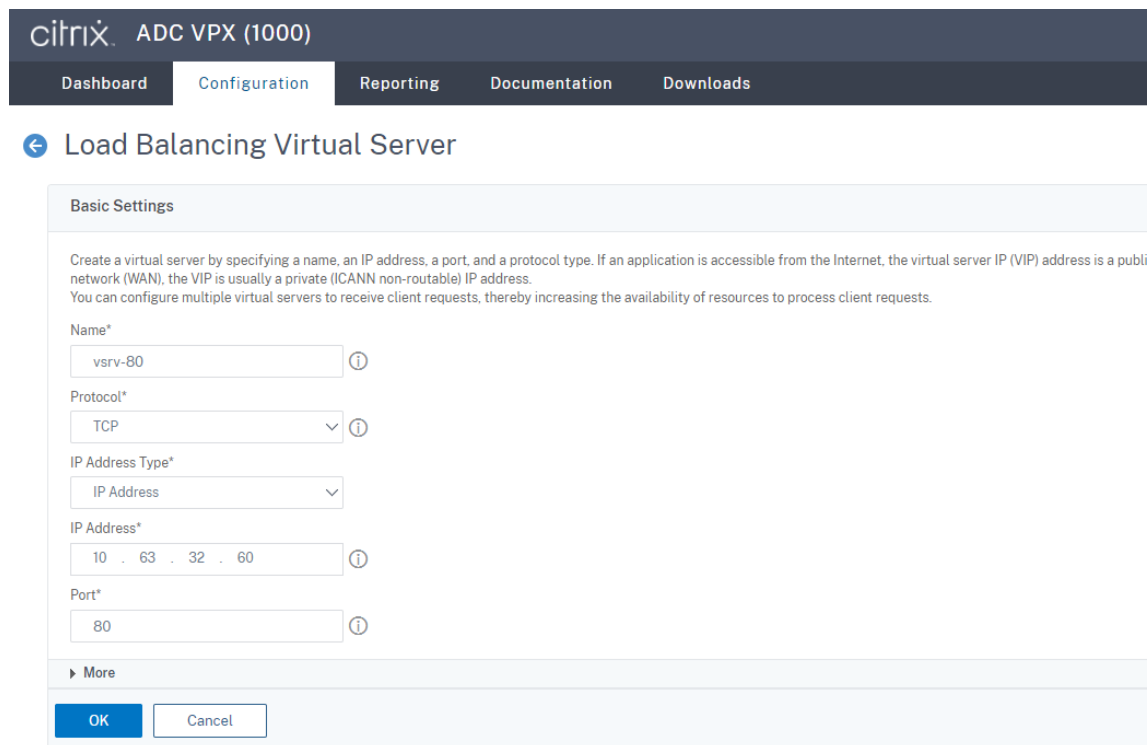 citrix. ADC VPX (1000)
Dashboard Configuration Reporting Documentation Downloads
Load Balancing Virtual Server
Basic Settings
Create a virtual server by specifying a name, an IP address, a port, and a protocol type. If an application is accessible from the Internet, the virtual server IP (VIP) address is a publi
network (WAN), the VIP is usually a private (ICANN non-routable) IP address.
You can configure multiple virtual servers to receive client requests, thereby increasing the availability of resources to process client requests.
Name*
vsrv-80
Protocol*
TCP
IP Address Type*
IP Address
IP Address*
10 . 63 . 32 . 60
Port*
80
More
OK Cancel